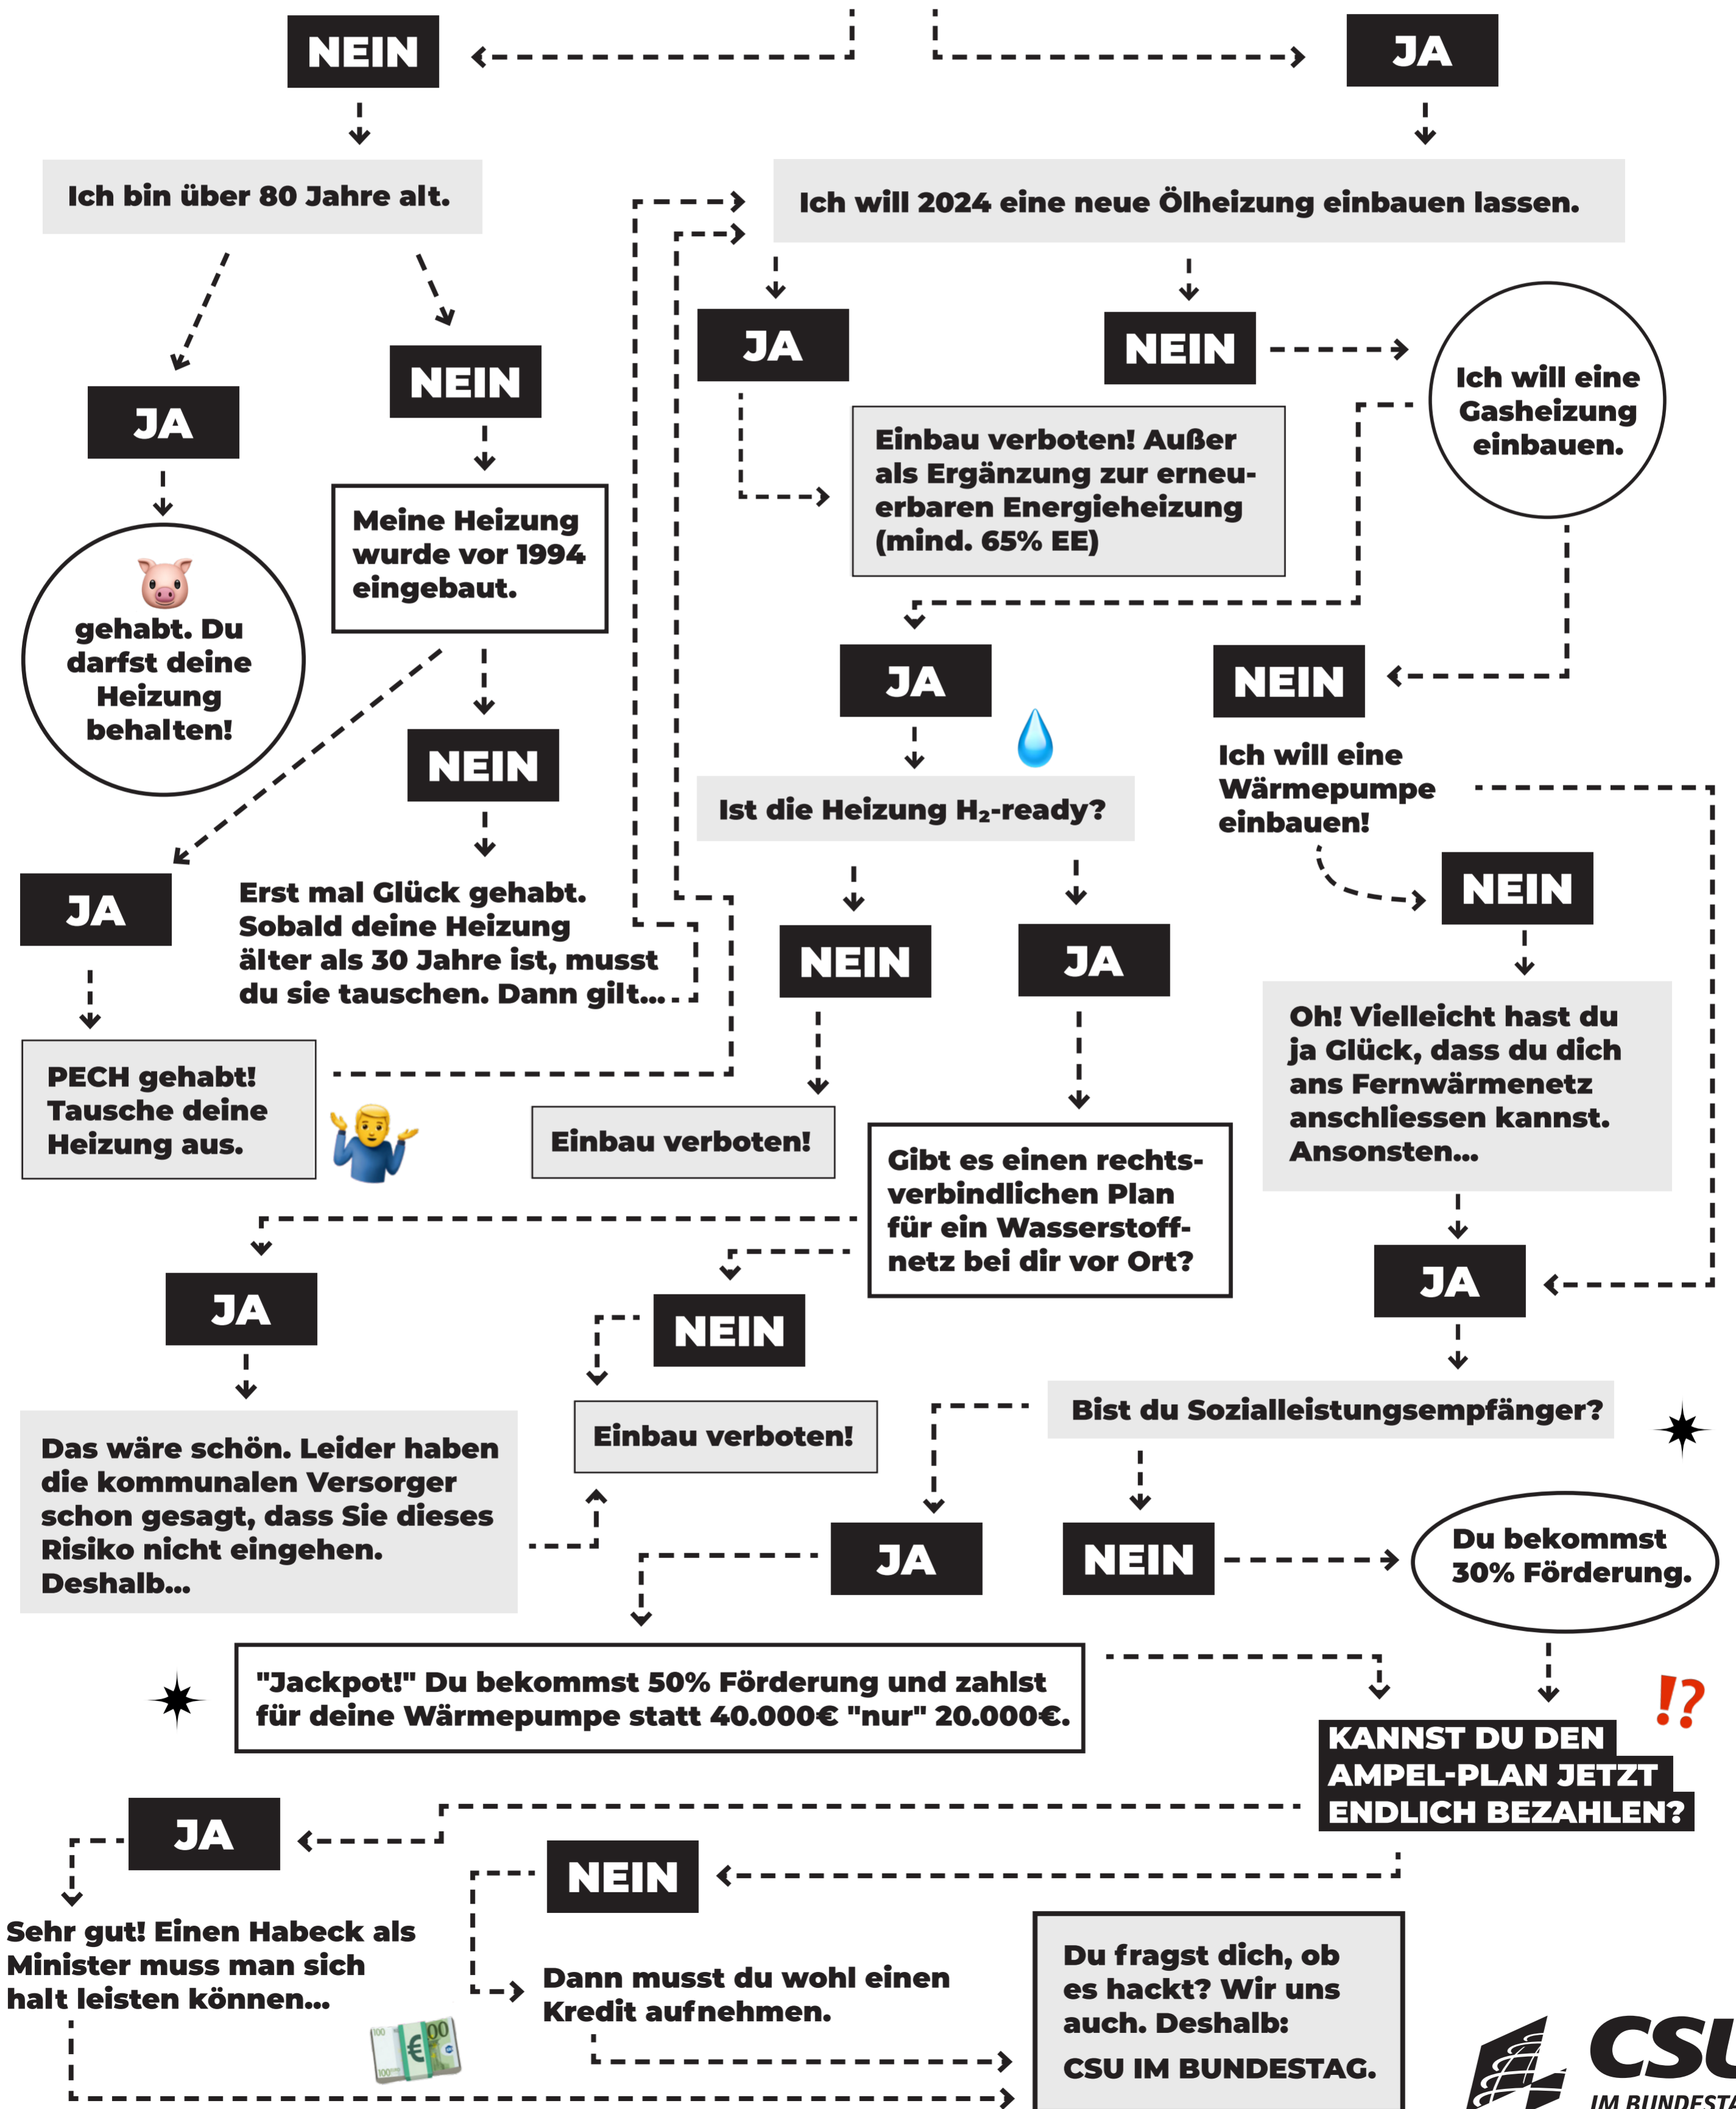 NEIN
JA
Ich bin über 80 Jahre alt.
Ich will 2024 eine neue Ölheizung einbauen lassen.
JA
NEIN
NEIN
JA
Ich will eine
Gasheizung
einbauen.
Einbau verboten! Außer
als Ergänzung zur erneu-
erbaren Energieheizung
(mind. 65% EE)
Meine Heizung
wurde vor 1994
eingebaut.
gehabt. Du
darfst deine
Heizung
behalten!
JA
NEIN
NEIN
Ich will eine
Wärmepumpe
einbauen!
Ist die Heizung H₂-ready?
NEIN
JA
Erst mal Glück gehabt.
Sobald deine Heizung
älter als 30 Jahre ist, musst
du sie tauschen. Dann gilt...
NEIN
JA
Oh! Vielleicht hast du
ja Glück, dass du dich
ans Fernwärmenetz
anschliessen kannst.
Ansonsten...
PECH gehabt!
Tausche deine
Heizung aus.
Einbau verboten!
Gibt es einen rechts-
verbindlichen Plan
für ein Wasserstoff-
netz bei dir vor Ort?
JA
JA
NEIN
Bist du Sozialleistungsempfänger?
Einbau verboten!
Das wäre schön. Leider haben
die kommunalen Versorger
schon gesagt, dass Sie dieses
Risiko nicht eingehen.
Deshalb...
JA
NEIN
Du bekommst
30% Förderung.
"Jackpot!" Du bekommst 50% Förderung und zahlst
für deine Wärmepumpe statt 40.000€ "nur" 20.000€.
KANNST DU DEN
AMPEL-PLAN JETZT
ENDLICH BEZAHLEN?
JA
NEIN
Sehr gut! Einen Habeck als
Minister muss man sich
halt leisten können...
Dann musst du wohl einen
Kredit aufnehmen.
Du fragst dich, ob
es hackt? Wir uns
auch. Deshalb:
CSU IM BUNDESTAG.
CSU
IM BUNDESTA